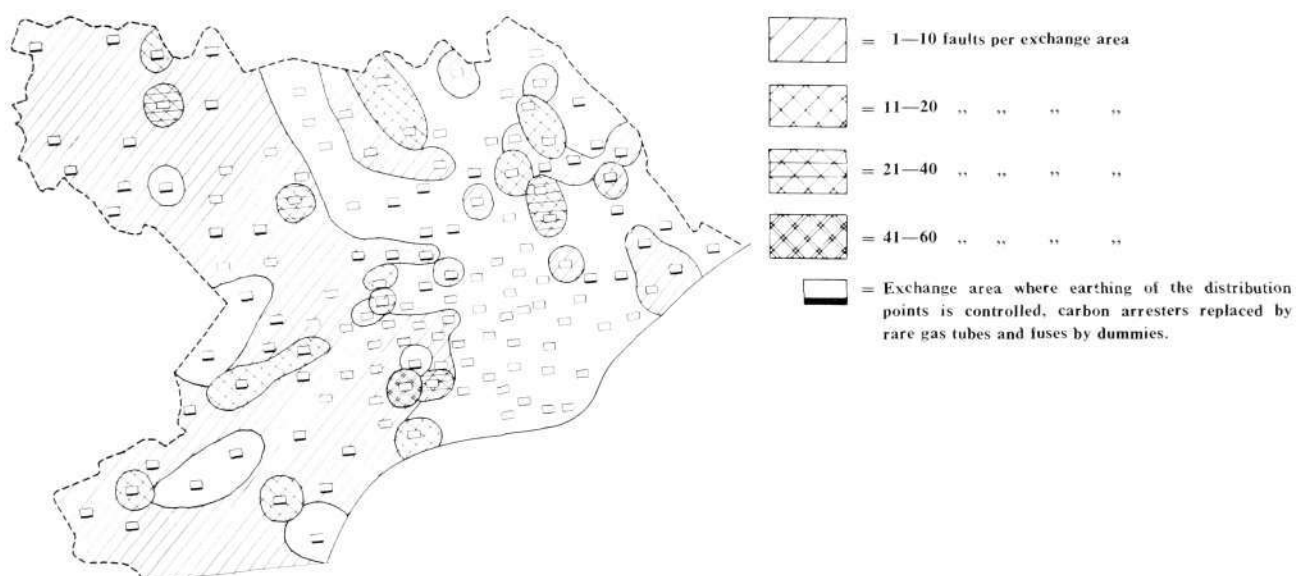 = 1—10 faults per exchange area
= 11—20 ,, ,, ,, ,,
= 21—40 ,, ,, ,, ,,
= 41—60 ,, ,, ,, ,,
= Exchange area where earthing of the distribution
points is controlled, carbon arresters replaced by
rare gas tubes and fuses by dummies.